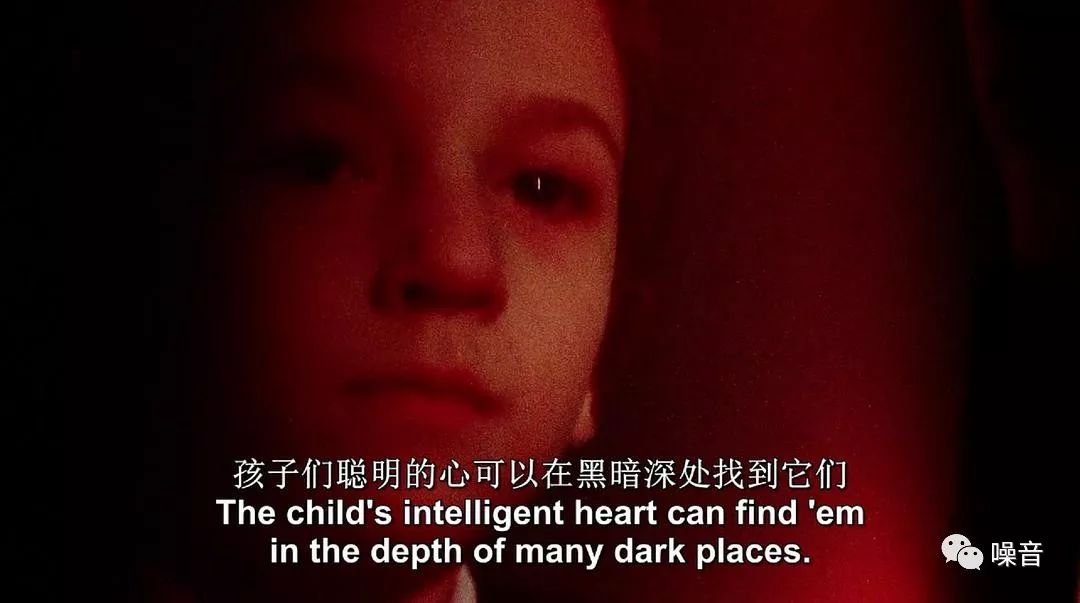 孩子们聪明的心可以在黑暗深处找到它们
The child's intelligent heart can find 'em
in the depth of many dark places.
噪音